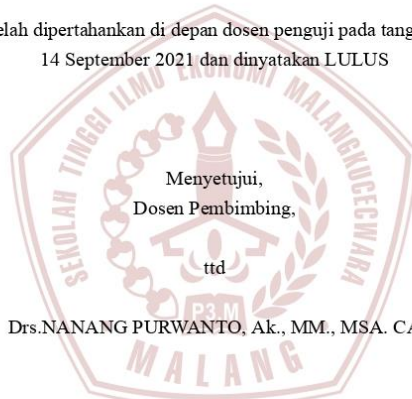 elah dipertahankan di depan dosen penguji pada tang
14 September 2021 dan dinyatakan LULUS
SEKOLAH TINGGI ILMU EKONOMI MALANGKUCECWARA
Menyetujui,
Dosen Pembimbing,
ttd
P3M
Drs.NANANG PURWANTO, Ak., MM., MSA. CA
MALANG